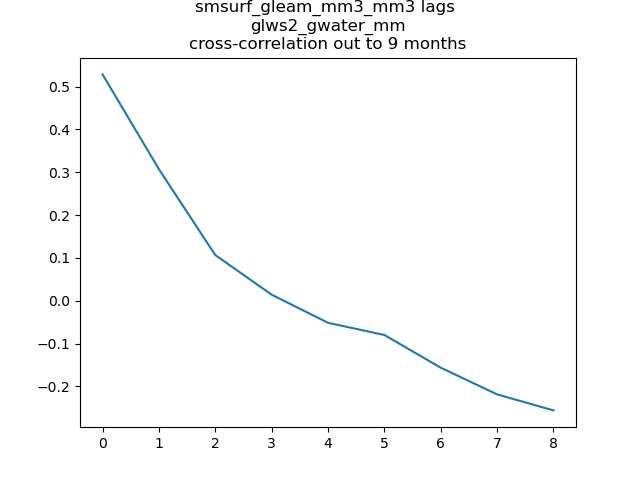 smsurf_gleam_mm3_mm3 lags
glws2_gwater_mm
cross-correlation out to 9 months
0.5
0.4
0.3
0.2
0.1
0.0
−0.1
−0.2
0 1 2 3 4 5 6 7 8